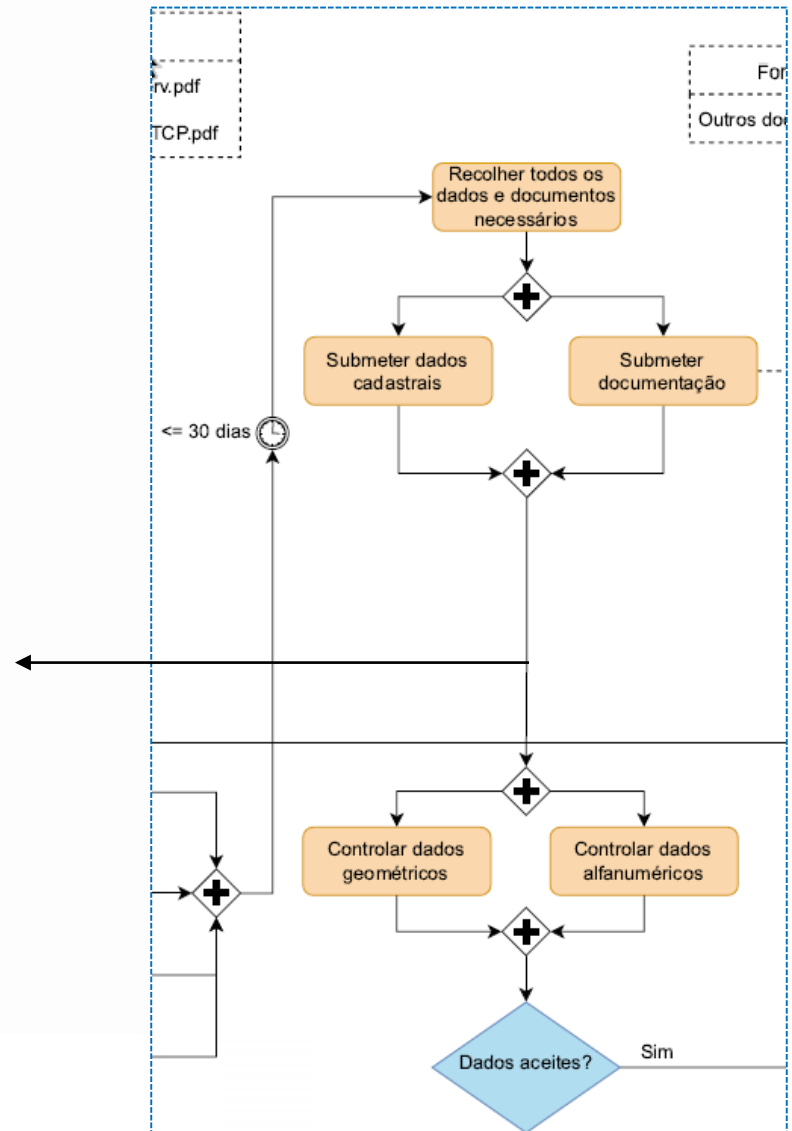 rv.pdf
TCP.pdf
For
Outros do
Recolher todos os
dados e documentos
necessários
Submeter dados
cadastrais
Submeter
documentação
<= 30 dias
Controlar dados
geométricos
Controlar dados
alfanuméricos
Dados aceites?
Sim